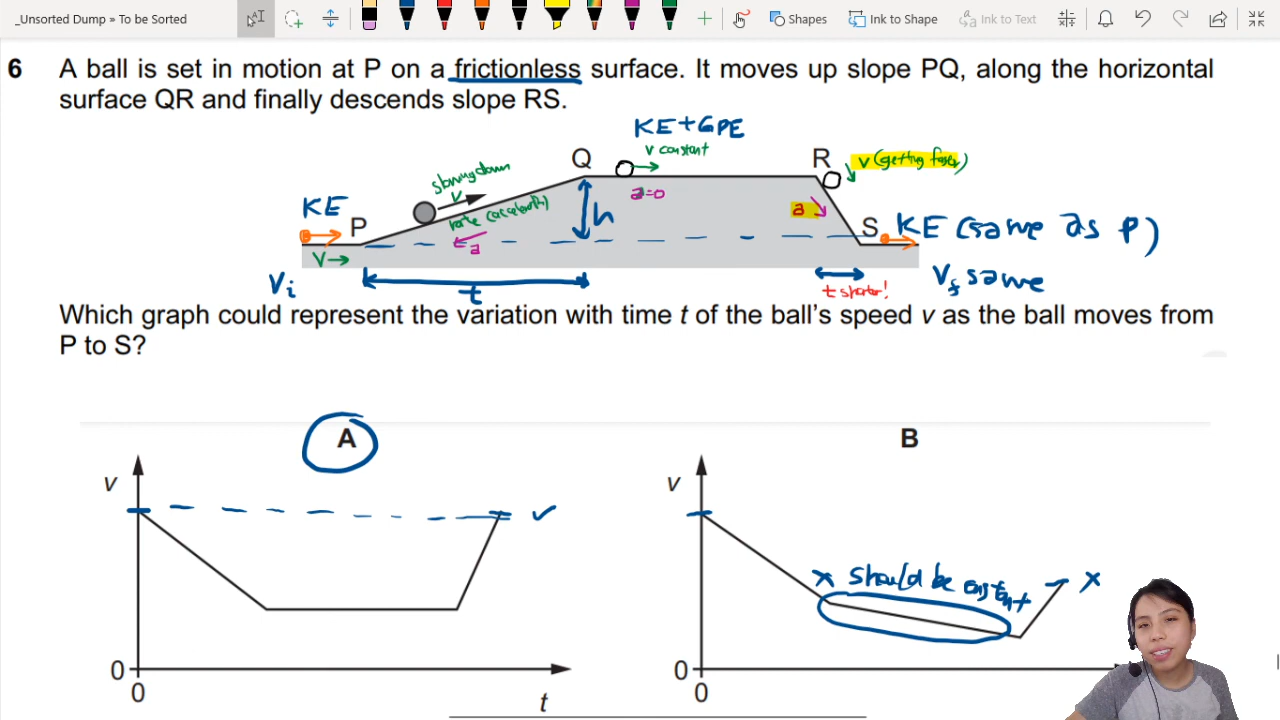 _Unsorted Dump » To be Sorted
Shapes
Ink to Shape
Ink to Text
6 A ball is set in motion at P on a frictionless surface. It moves up slope PQ, along the horizontal
surface QR and finally descends slope RS.
KE+GPE
v constant
Q
R
v (getting faster)
slowing down
v
a=0
KE
P
rate (acceleration)
a
h
a
S
KE (same as P)
v
Vi
t
t shorter!
Vf same
Which graph could represent the variation with time t of the ball's speed v as the ball moves from
P to S?
A
B
v
v
x should be constant
x
0
0
0
0
t